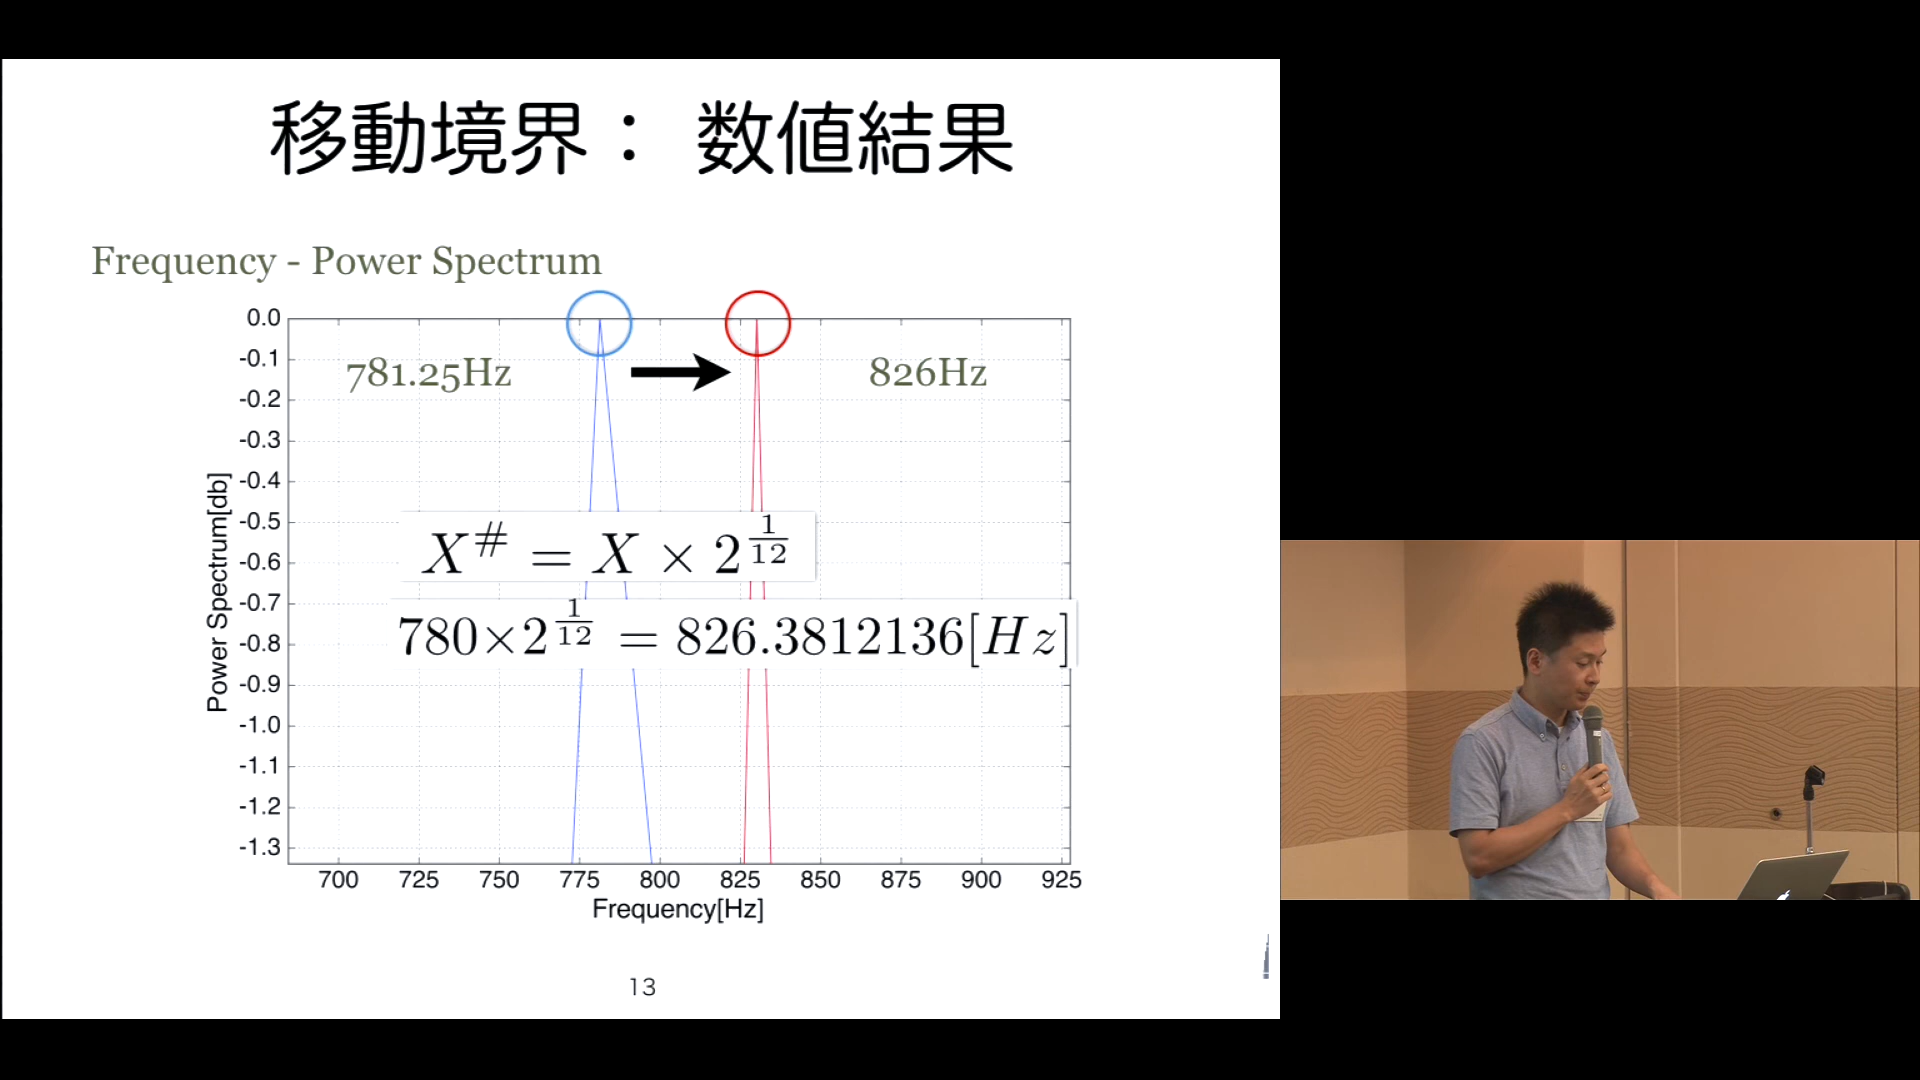 移動境界： 数値結果
Frequency - Power Spectrum
781.25Hz
826Hz
0.0
-0.1
-0.2
-0.3
-0.4
-0.5
-0.6
-0.7
-0.8
-0.9
-1.0
-1.1
-1.2
-1.3
Power Spectrum[db]
X^# = X × 2^{1/12}
780×2^{1/12} = 826.3812136[Hz]
700 725 750 775 800 825 850 875 900 925
Frequency[Hz]
13